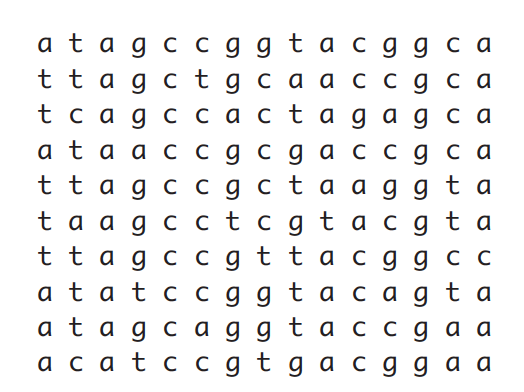 a t a g c c g g t a c g g c a
t t a g c t g c a a c c g c a
t c a g c c a c t a g a g c a
a t a a c c g c g a c c g c a
t t a g c c g c t a a g g t a
t a a g c c t c g t a c g t a
t t a g c c g t t a c g g c c
a t a t c c g g t a c a g t a
a t a g c a g g t a c c g a a
a c a t c c g t g a c g g a a